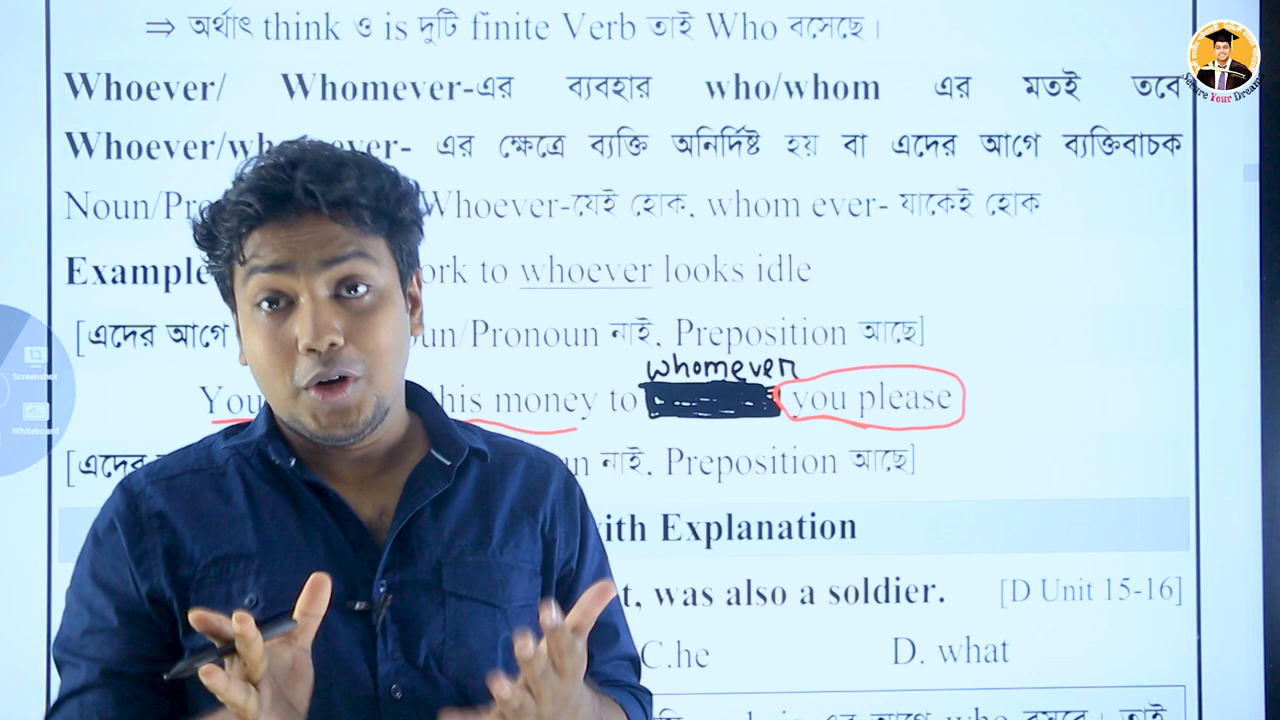 ⇒ অর্থাৎ think ও is দুটি finite Verb তাই Who বসেছে।
Whoever/ Whomever-এর ব্যবহার who/whom এর মতই তবে
Whoever/whomever- এর ক্ষেত্রে ব্যক্তি অনির্দিষ্ট হয় বা এদের আগে ব্যক্তিবাচক
Noun/Pro Whoever-যেই হোক, whom ever- যাকেই হোক
Example ork to whoever looks idle
[এদের আগে un/Pronoun নাই, Preposition আছে]
whomever
You his money to you please
[এদের n নাই, Preposition আছে]
ith Explanation
t, was also a soldier. [D Unit 15-16]
C.he D. what
Secure Your Dreams
Screenshot
Whiteboard